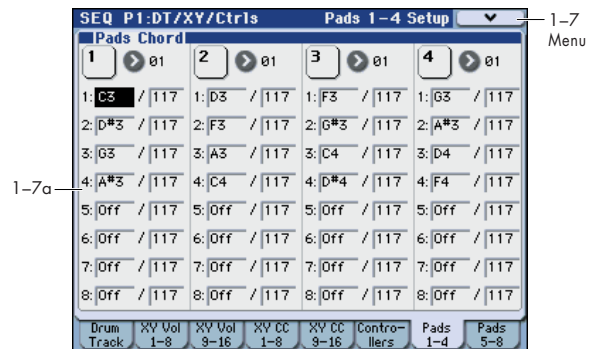 SEQ P1:DT/XY/Ctrls Pads 1-4 Setup
1–7
Menu
Pads Chord
1 01 2 01 3 01 4 01
1: C3 / 117 1: D3 / 117 1: F3 / 117 1: G3 / 117
2: D#3 / 117 2: F3 / 117 2: G#3 / 117 2: A#3 / 117
3: G3 / 117 3: A3 / 117 3: C4 / 117 3: D4 / 117
1–7a
4: A#3 / 117 4: C4 / 117 4: D#4 / 117 4: F4 / 117
5: Off / 117 5: Off / 117 5: Off / 117 5: Off / 117
6: Off / 117 6: Off / 117 6: Off / 117 6: Off / 117
7: Off / 117 7: Off / 117 7: Off / 117 7: Off / 117
8: Off / 117 8: Off / 117 8: Off / 117 8: Off / 117
Drum XY Vol XY Vol XY CC XY CC Contro- Pads Pads
Track 1-8 9-16 1-8 9-16 llers 1-4 5-8